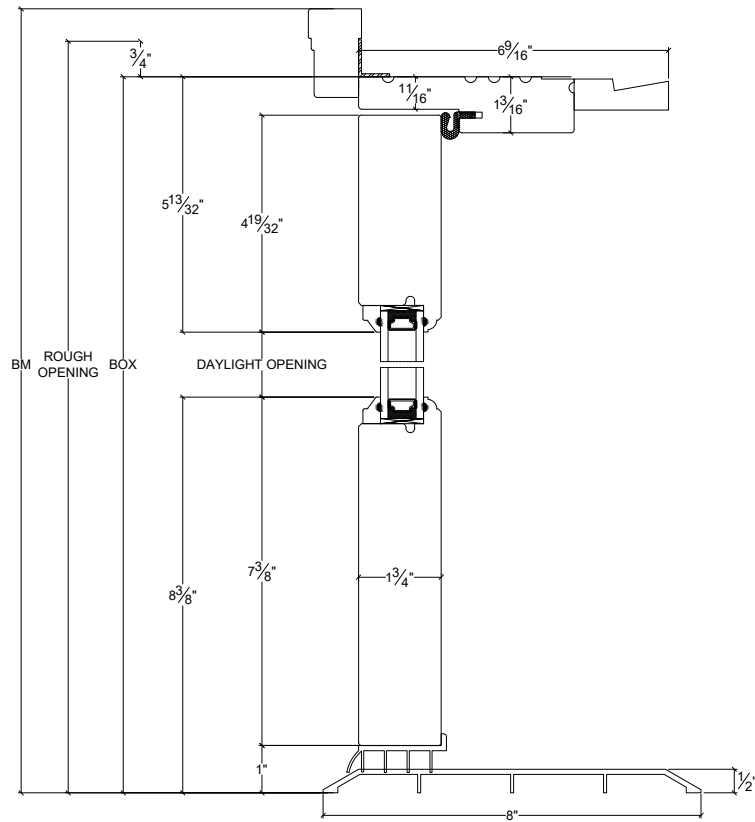 6 9/16"
3/4"
11/16"
1 3/16"
5 13/32"
4 19/32"
BM
ROUGH
OPENING
BOX
DAYLIGHT OPENING
7 3/8"
1 3/4"
8 3/8"
1"
1/2"
8"